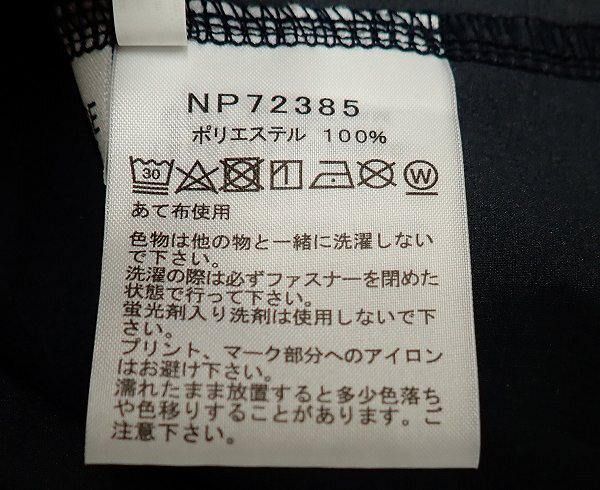 NP72385
ポリエステル 100%
30
W
あて布使用
色物は他の物と一緒に洗濯しない
で下さい。
洗濯の際は必ずファスナーを閉めた
状態で行って下さい。
蛍光剤入り洗剤は使用しないで下
さい。
プリント、マーク部分へのアイロン
はお避け下さい。
濡れたまま放置すると多少色落ち
や色移りすることがあります。ご
注意下さい。